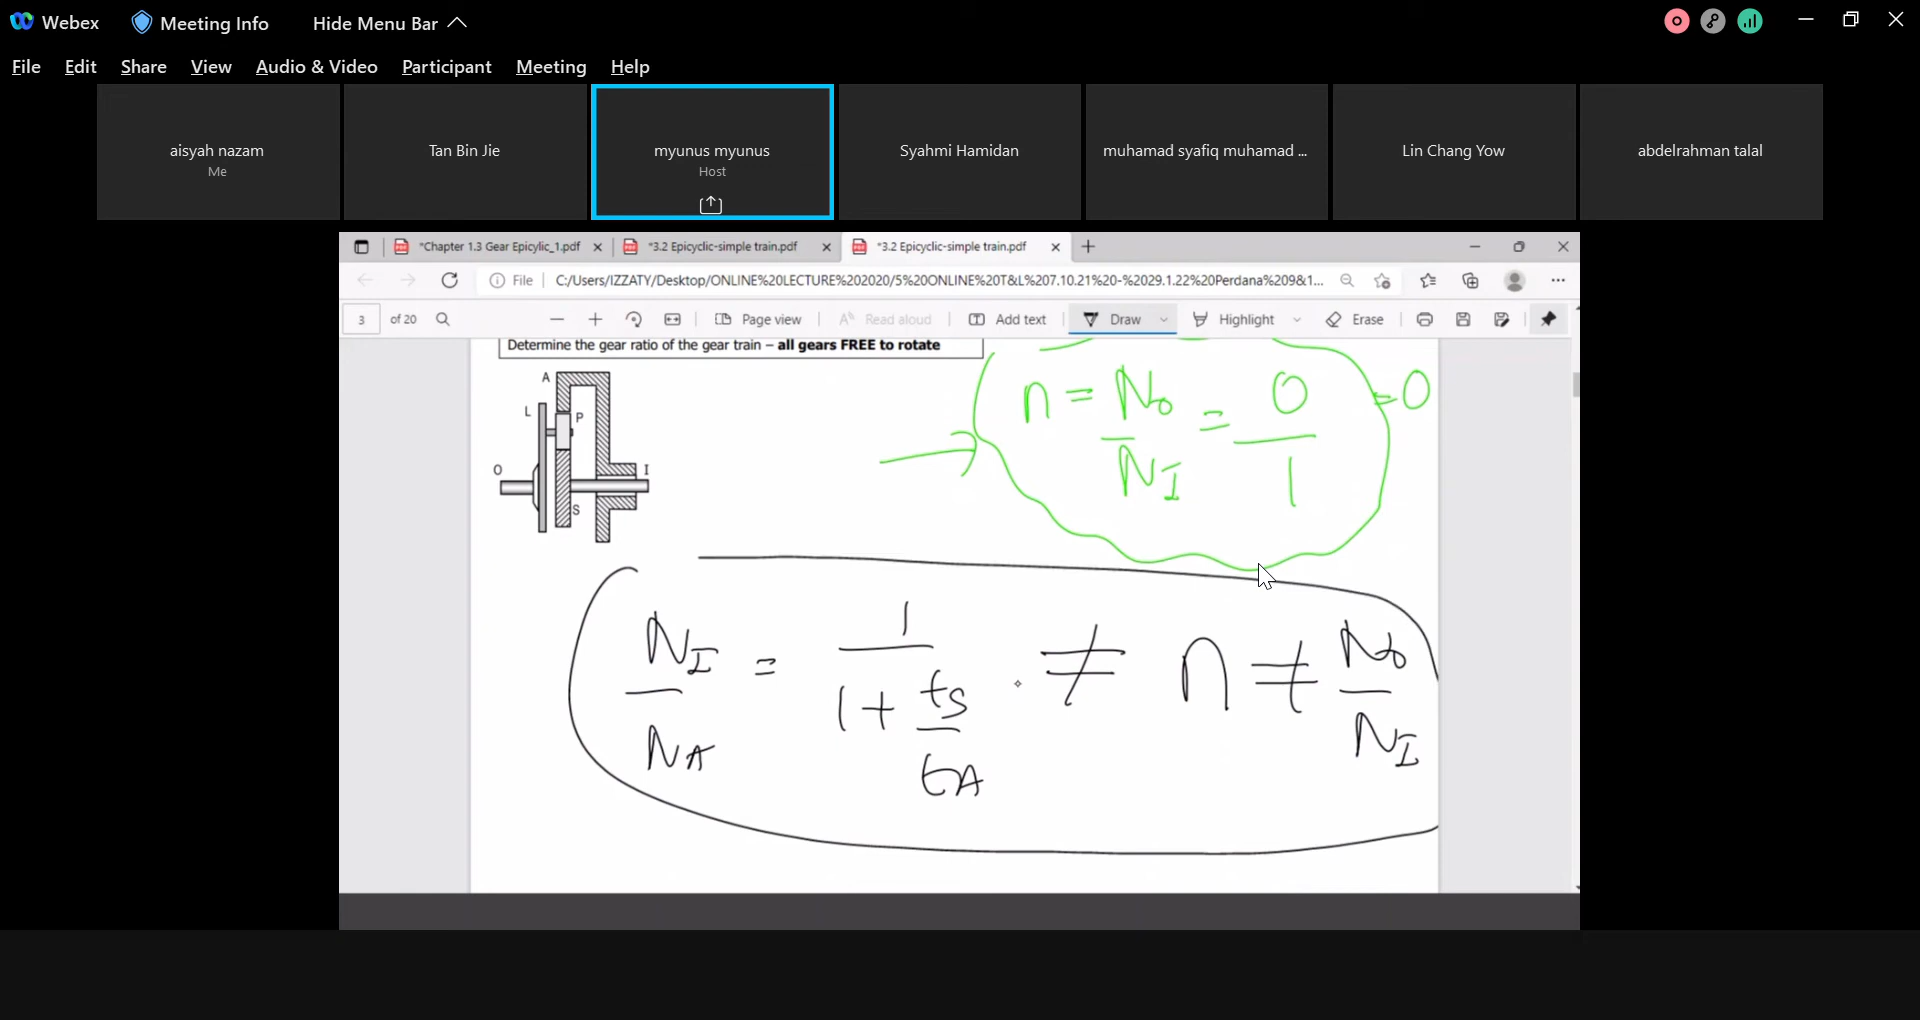 Webex Meeting Info Hide Menu Bar
File Edit Share View Audio & Video Participant Meeting Help
aisyah nazam
Me
Tan Bin Jie
myunus myunus
Host
Syahmi Hamidan
muhamad syafiq muhamad ...
Lin Chang Yow
abdelrahman talal
*Chapter 1.3 Gear Epicylic_1.pdf
*3.2 Epicyclic-simple train.pdf
*3.2 Epicyclic-simple train.pdf
File C:/Users/IZZATY/Desktop/ONLINE%20LECTURE%202020/5%20ONLINE%20T&L%207.10.21%20-%2029.1.22%20Perdana%209&1...
3 of 20 Page view Read aloud Add text Draw Highlight Erase
Determine the gear ratio of the gear train – all gears FREE to rotate
A
L P
O I
S
n = No/NI = 0/1 = 0
NI/NA = 1/(1 + ts/tA) ≠ n ≠ No/NI